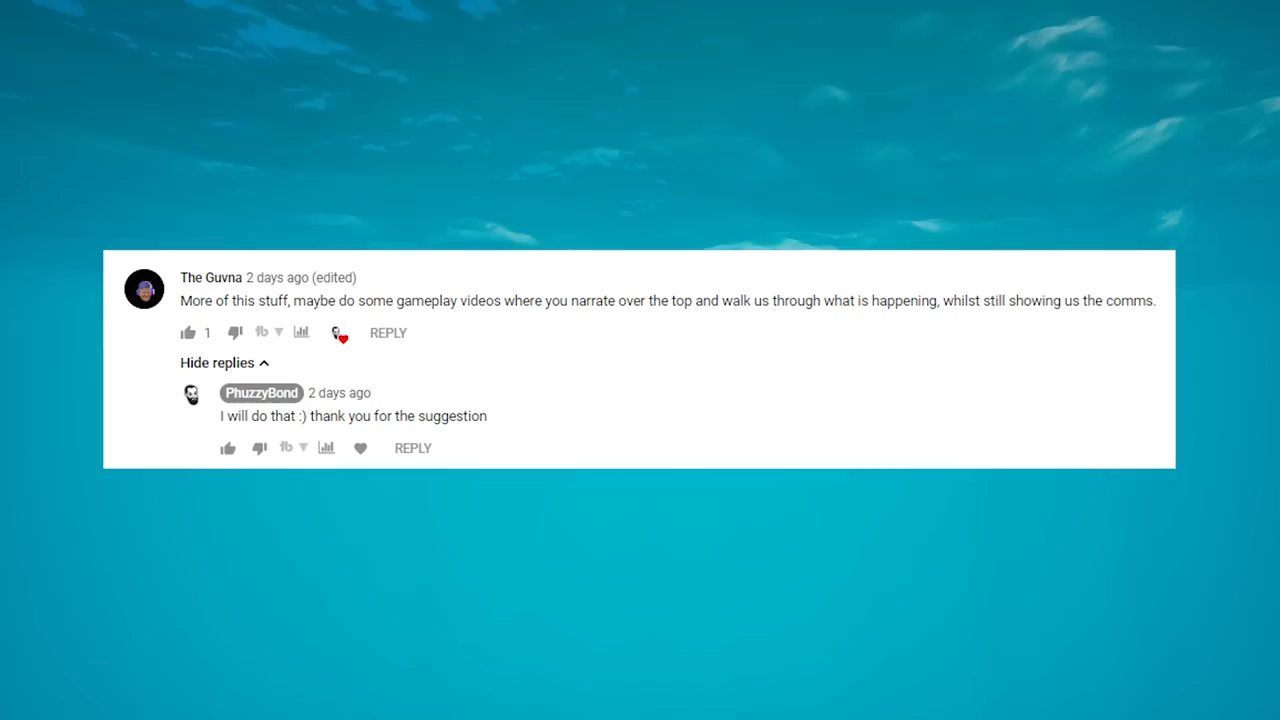 The Guvna 2 days ago (edited)
More of this stuff, maybe do some gameplay videos where you narrate over the top and walk us through what is happening, whilst still showing us the comms.
1 tb REPLY
Hide replies
PhuzzyBond 2 days ago
I will do that :) thank you for the suggestion
tb REPLY